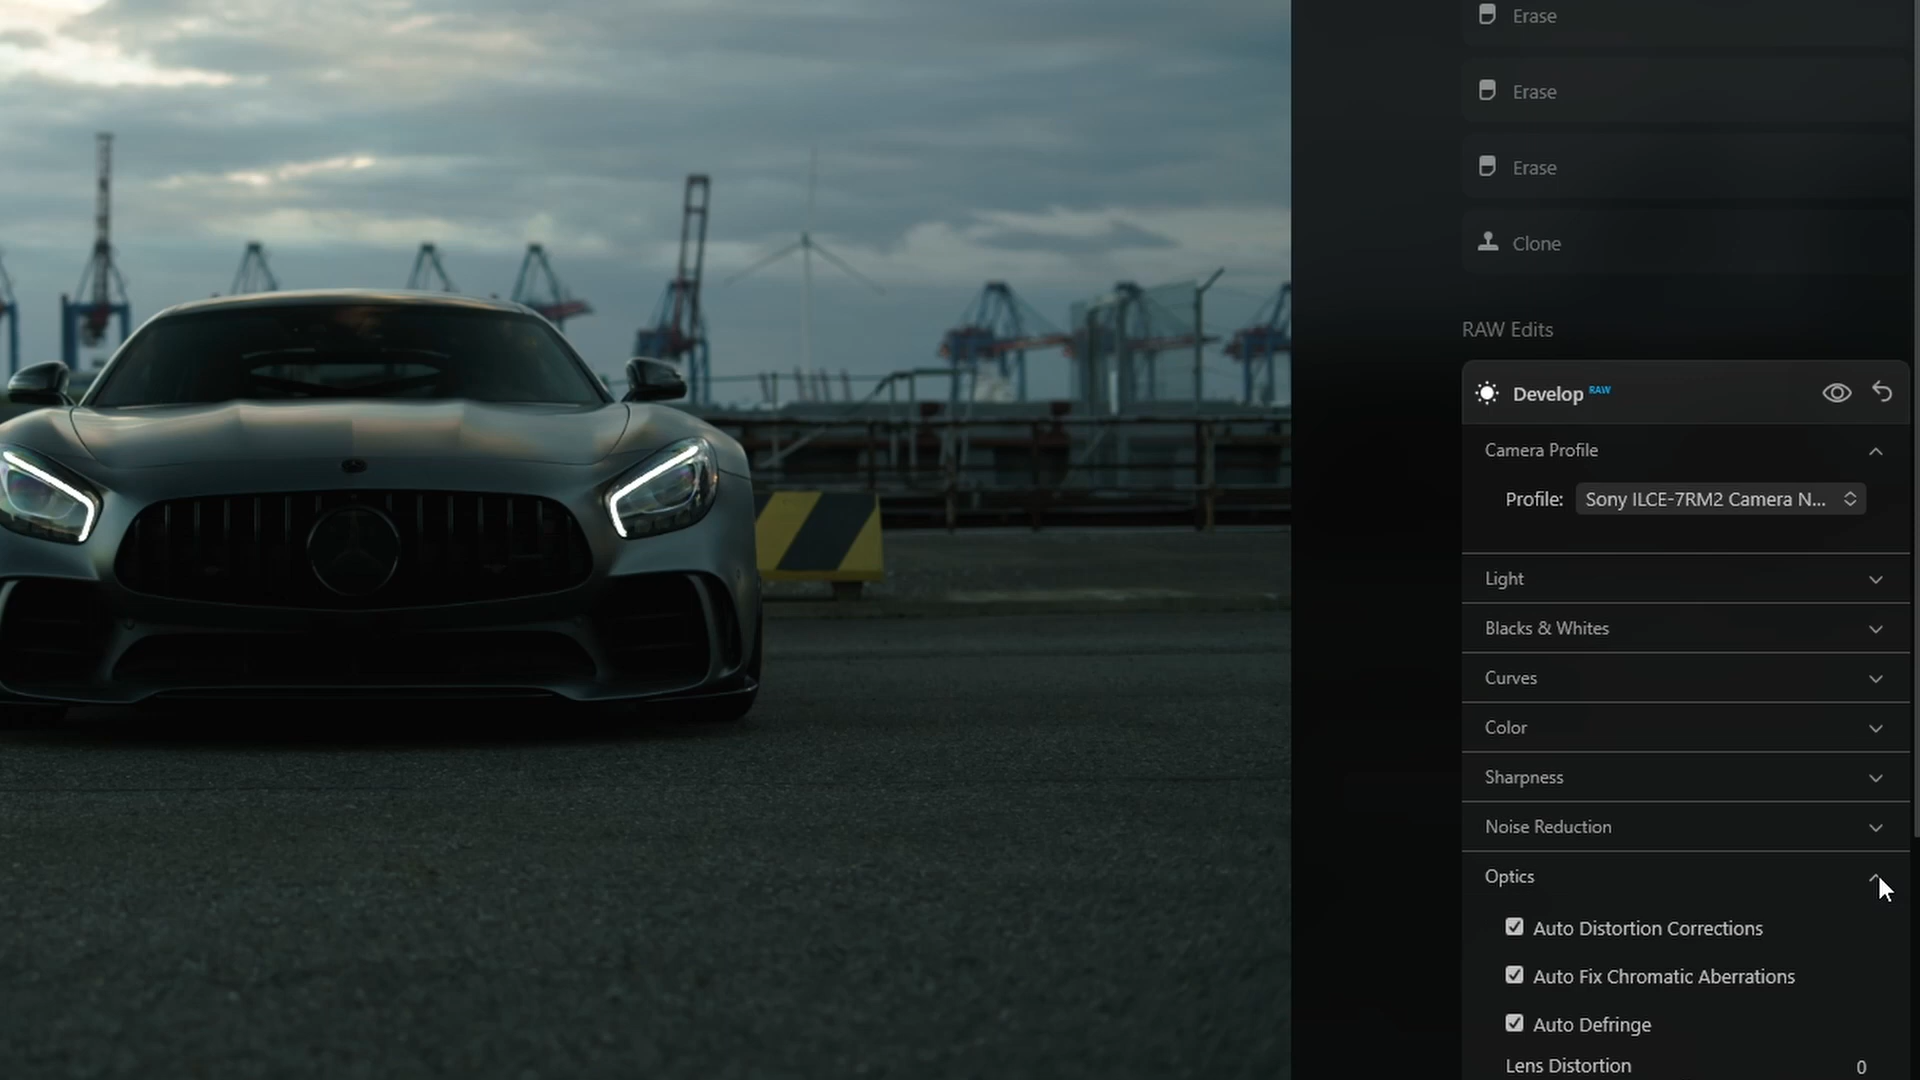 Erase
Erase
Erase
Clone
RAW Edits
Develop RAW
Camera Profile
Profile: Sony ILCE-7RM2 Camera N...
Light
Blacks & Whites
Curves
Color
Sharpness
Noise Reduction
Optics
Auto Distortion Corrections
Auto Fix Chromatic Aberrations
Auto Defringe
Lens Distortion 0